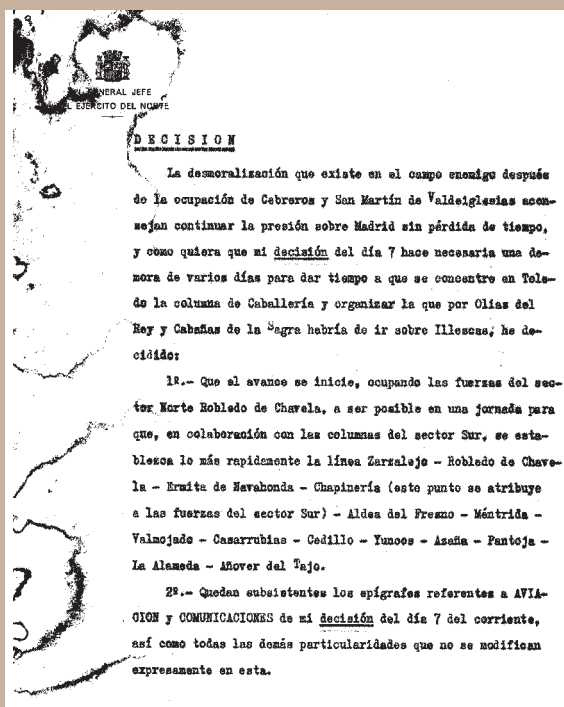 GENERAL JEFE
EJERCITO DEL NORTE
DECISION
La desmoralización que existe en el campo enemigo después
de la ocupación de Cebreros y San Martín de Valdeiglesias acon-
sejan continuar la presión sobre Madrid sin pérdida de tiempo,
y como quiera que mi decisión del día 7 hace necesaria una de-
mora de varios días para dar tiempo a que se concentre en Tole-
do la columna de Caballería y organizar la que por Olias del
Rey y Cabañas de la Sagra habría de ir sobre Illescas, he de-
cidido:
1º.- Que el avance se inicie, ocupando las fuerzas del sec-
tor Norte Robledo de Chavela, a ser posible en una jornada para
que, en colaboración con las columnas del sector Sur, se esta-
blezca lo más rapidamente la línea Zarzalejo - Robledo de Chave-
la - Ermita de Navahonda - Chapinería (este punto se atribuye
a las fuerzas del sector Sur) - Aldea del Fresno - Méntrida -
Valmojado - Casarrubias - Cedillo - Yuncos - Azaña - Pantoja -
La Alameda - Añover del Tajo.
2º.- Quedan subsistentes los epígrafes referentes a AVIA-
CION y COMUNICACIONES de mi decisión del día 7 del corriente,
así como todas las demás particularidades que no se modifican
expresamente en esta.